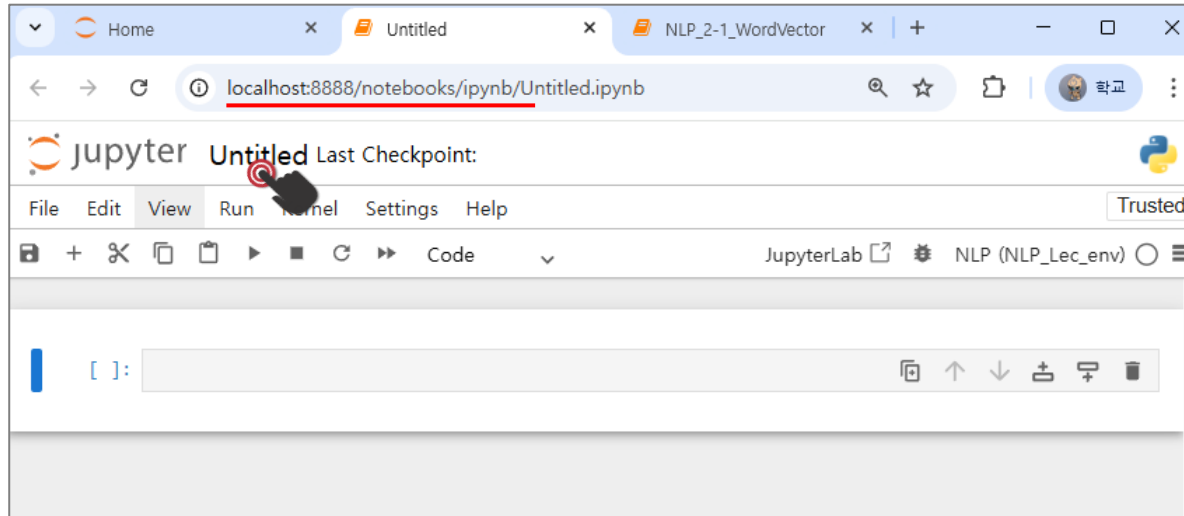 Home Untitled NLP_2-1_WordVector
localhost:8888/notebooks/ipynb/Untitled.ipynb 학교
jupyter Untitled Last Checkpoint:
File Edit View Run Kernel Settings Help Trusted
Code JupyterLab NLP (NLP_Lec_env)
[ ]: